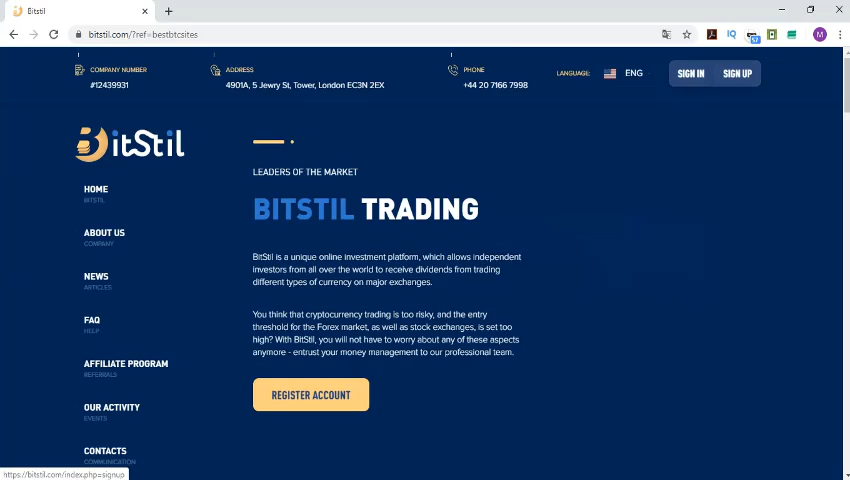 Bitstil
bitstil.com/?ref=bestbtcsites
M
COMPANY NUMBER
#12439931
ADDRESS
4901A, 5 Jewry St, Tower, London EC3N 2EX
PHONE
+44 20 7166 7998
LANGUAGE:
ENG
SIGN IN
SIGN UP
BitStil
HOME
BITSTIL
ABOUT US
COMPANY
NEWS
ARTICLES
FAQ
HELP
AFFILIATE PROGRAM
REFERRALS
OUR ACTIVITY
EVENTS
CONTACTS
COMMUNICATION
LEADERS OF THE MARKET
BITSTIL TRADING
BitStil is a unique online investment platform, which allows independent
investors from all over the world to receive dividends from trading
different types of currency on major exchanges.
You think that cryptocurrency trading is too risky, and the entry
threshold for the Forex market, as well as stock exchanges, is set too
high? With BitStil, you will not have to worry about any of these aspects
anymore - entrust your money management to our professional team.
REGISTER ACCOUNT
https://bitstil.com/index.php=signup